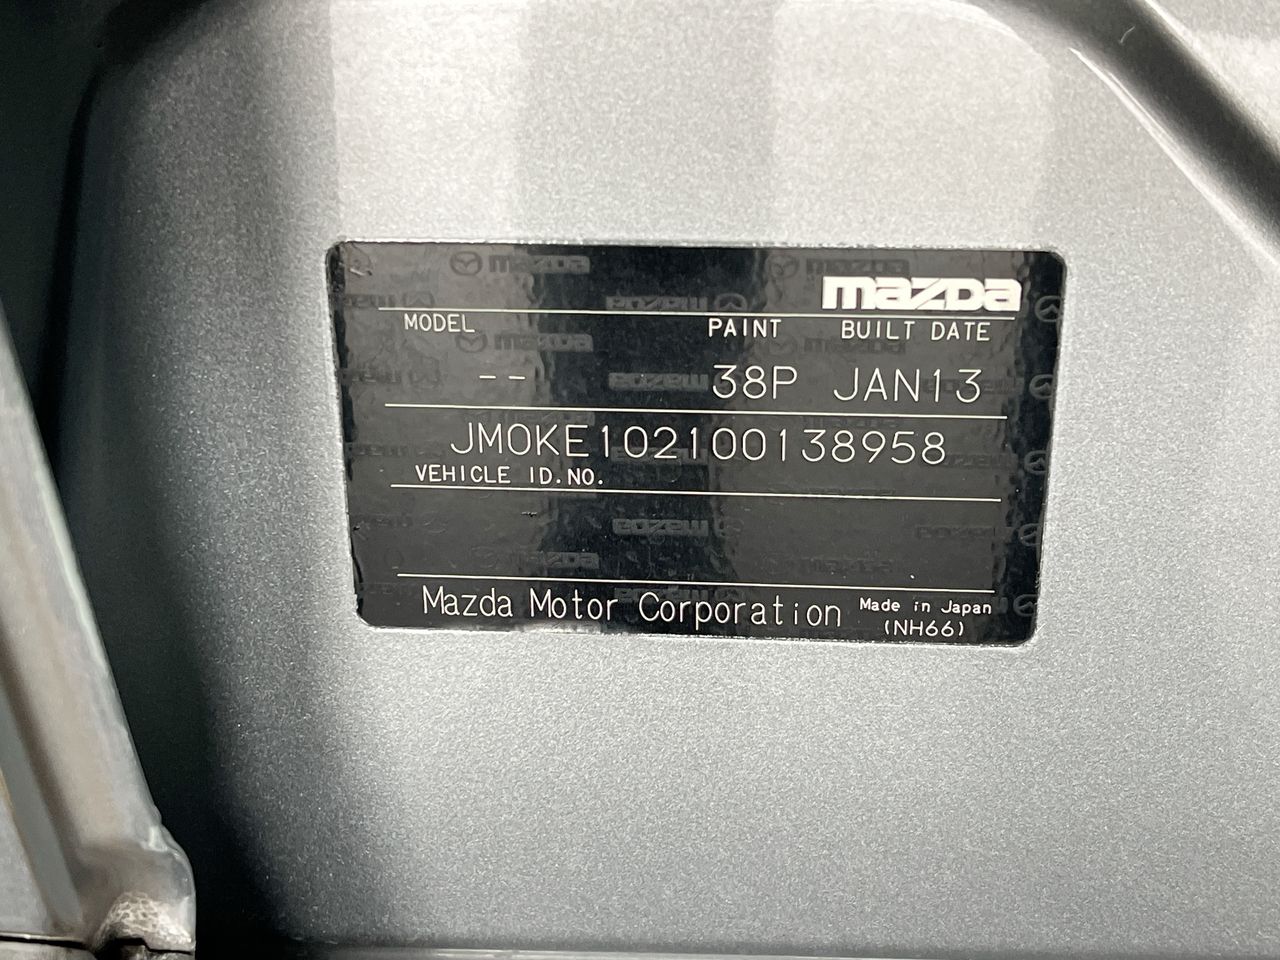 mazda
MODEL PAINT BUILT DATE
-- 38P JAN13
JM0KE102100138958
VEHICLE ID.NO.
Mazda Motor Corporation Made in Japan
(NH66)